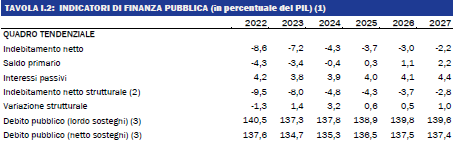 TAVOLA I.2: INDICATORI DI FINANZA PUBBLICA (in percentuale del PIL) (1)
2022 2023 2024 2025 2026 2027
QUADRO TENDENZIALE
Indebitamento netto -8,6 -7,2 -4,3 -3,7 -3,0 -2,2
Saldo primario -4,3 -3,4 -0,4 0,3 1,1 2,2
Interessi passivi 4,2 3,8 3,9 4,0 4,1 4,4
Indebitamento netto strutturale (2) -9,5 -8,0 -4,8 -4,3 -3,7 -2,8
Variazione strutturale -1,3 1,4 3,2 0,6 0,5 1,0
Debito pubblico (lordo sostegni) (3) 140,5 137,3 137,8 138,9 139,8 139,6
Debito pubblico (netto sostegni) (3) 137,6 134,7 135,3 136,5 137,5 137,4